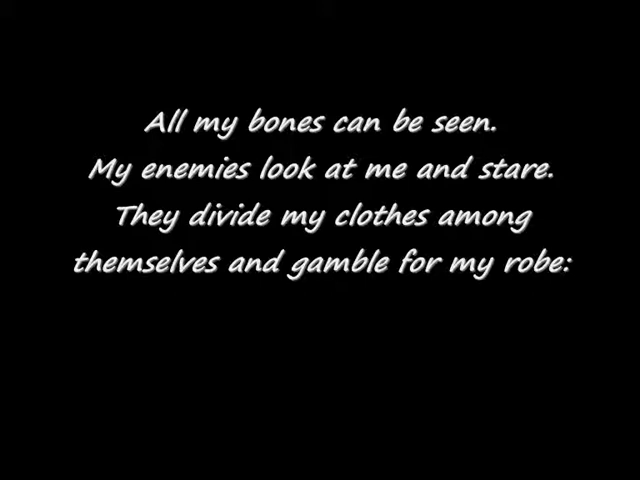 All my bones can be seen.
My enemies look at me and stare.
They divide my clothes among
themselves and gamble for my robe: